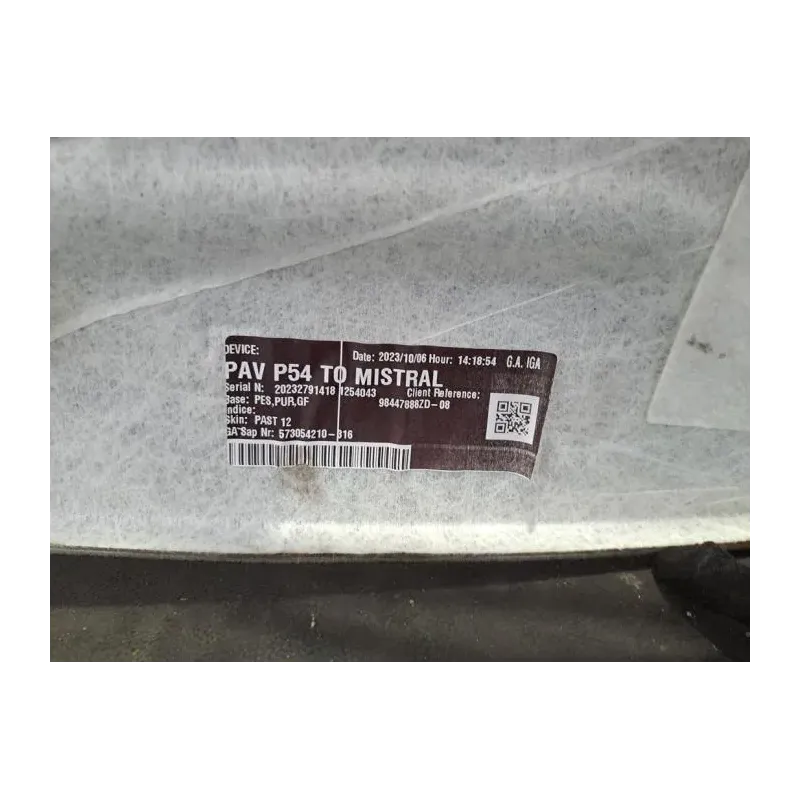 DEVICE: Date: 2023/10/06 Hour: 14:18:54 G.A. IGA
PAV P54 TO MISTRAL
Serial N: 20232791418 1254043 Client Reference:
Base: PES,PUR,GF 98447686ZD-08
Indice:
Skin: PAST 12
GA Sap Nr: 573054210-316